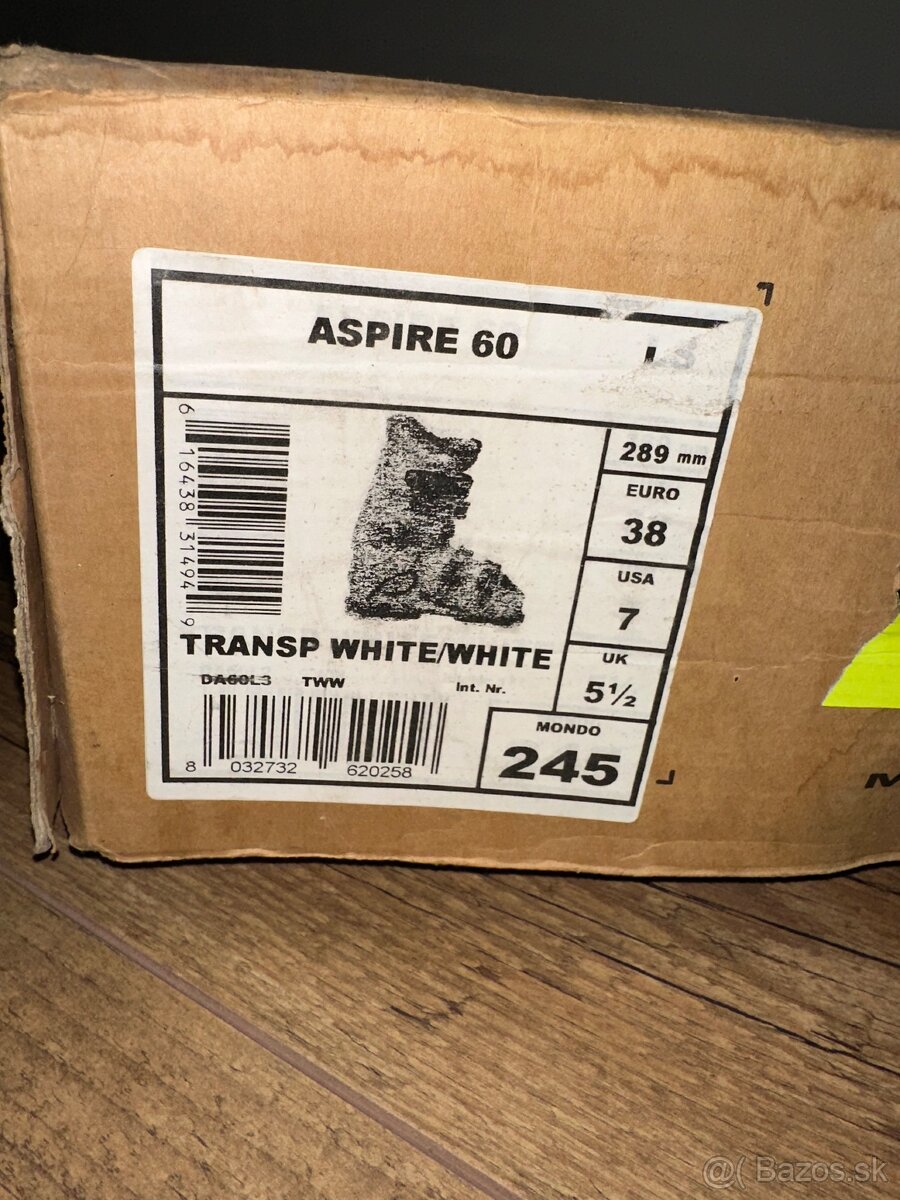 ASPIRE 60
6 16438 31494 9
289 mm
EURO
38
USA
7
UK
5½
TRANSP WHITE/WHITE
DA60L3 TWW Int. Nr.
MONDO
245
8 032732 620258
@( Bazos.sk